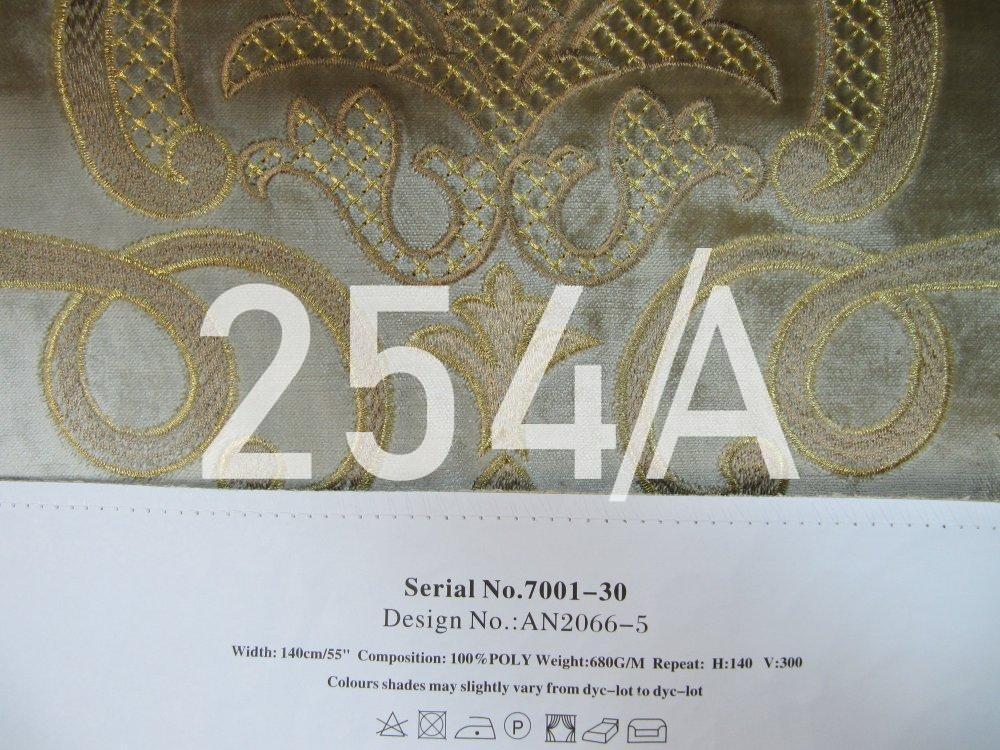 254/A
Serial No.7001-30
Design No.:AN2066-5
Width: 140cm/55" Composition: 100%POLY Weight:680G/M Repeat: H:140 V:300
Colours shades may slightly vary from dyc-lot to dyc-lot
P